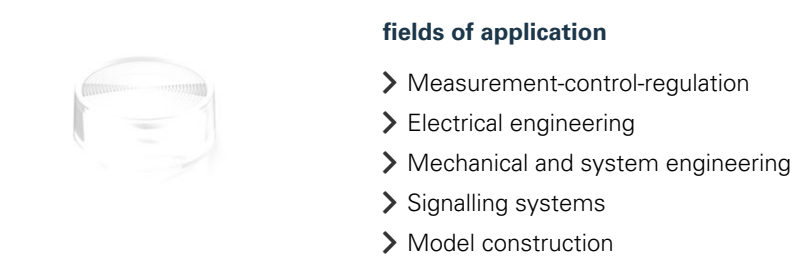 fields of application
Measurement-control-regulation
Electrical engineering
Mechanical and system engineering
Signalling systems
Model construction